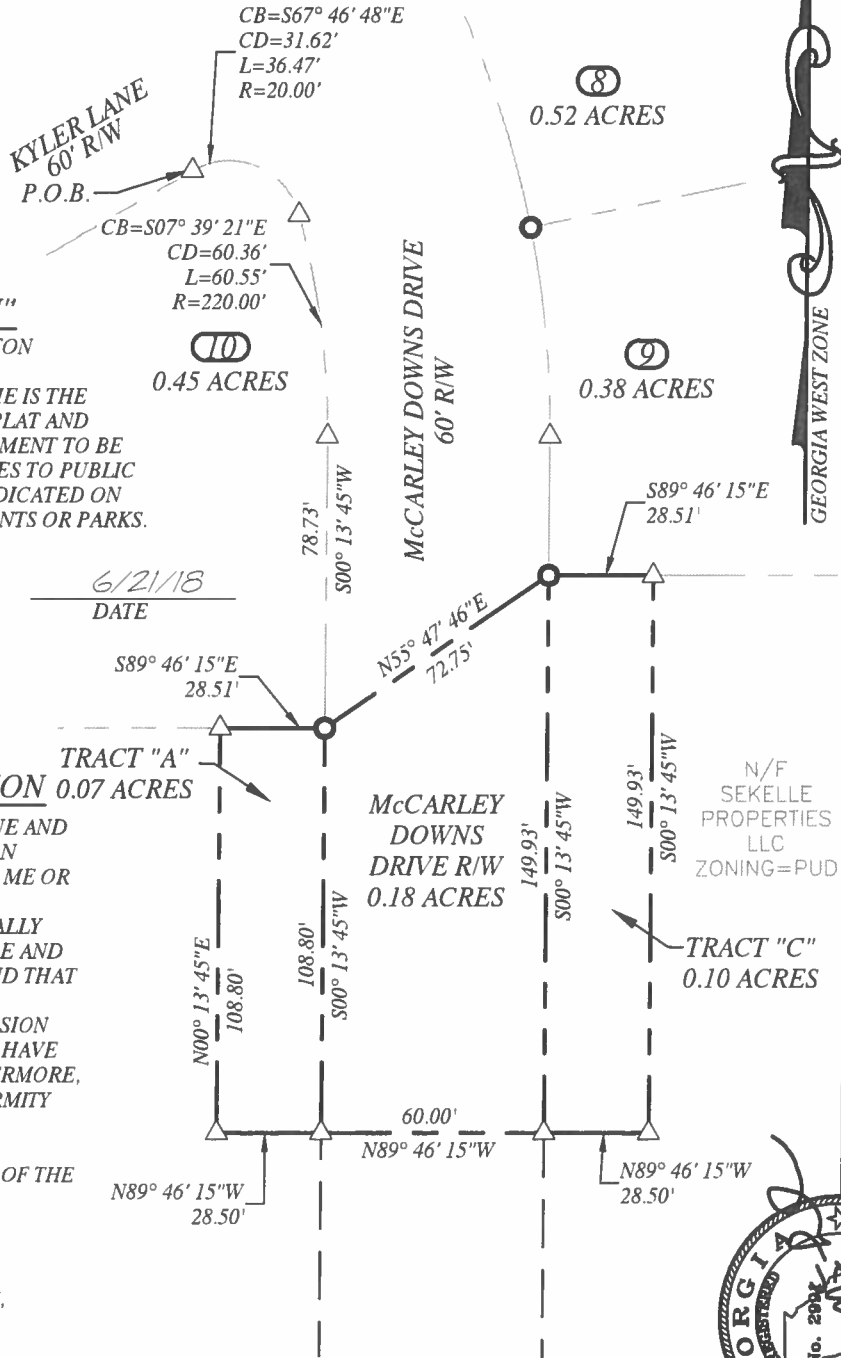 CB=S67° 46' 48"E
CD=31.62'
L=36.47'
R=20.00'
KYLER LANE
60' R/W
P.O.B.
8
0.52 ACRES
CB=S07° 39' 21"E
CD=60.36'
L=60.55'
R=220.00'
10
0.45 ACRES
McCARLEY DOWNS DRIVE
60' R/W
9
0.38 ACRES
GEORGIA WEST ZONE
IE IS THE
PLAT AND
MENT TO BE
ES TO PUBLIC
DICATED ON
NTS OR PARKS.
6/21/18
DATE
78.73'
S00° 13' 45"W
S89° 46' 15"E
28.51'
N55° 47' 46"E
72.75'
S89° 46' 15"E
28.51'
TRACT "A"
0.07 ACRES
ION
NE AND
N
ME OR
ALLY
E AND
ND THAT
SION
HAVE
ERMORE,
RMITY
OF THE
McCARLEY
DOWNS
DRIVE R/W
0.18 ACRES
149.93'
S00° 13' 45"W
149.93'
S00° 13' 45"W
N/F
SEKELLE
PROPERTIES
LLC
ZONING=PUD
TRACT "C"
0.10 ACRES
N00° 13' 45"E
108.80'
108.80'
S00° 13' 45"W
60.00'
N89° 46' 15"W
N89° 46' 15"W
28.50'
N89° 46' 15"W
28.50'
ORGIA
REGISTERED